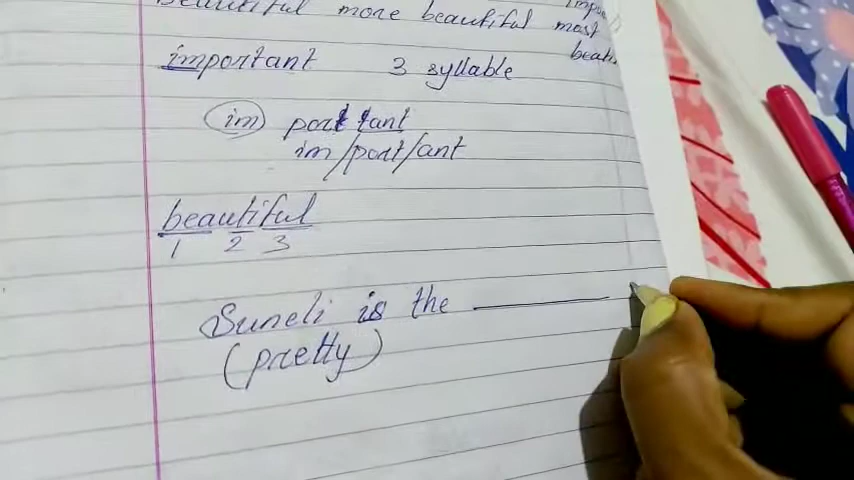 beautiful more beautiful most
important 3 syllable
im port tant
im/port/ant
beautiful
1 2 3
Suneli is the
(pretty)